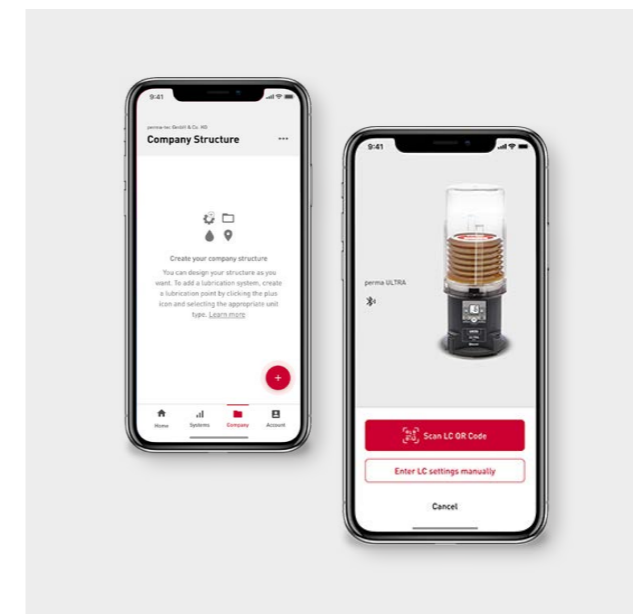 9:41
perma-tec GmbH & Co. KG
Company Structure
Create your company structure
You can design your structure as you
want. To add a lubrication system, create
a lubrication point by clicking the plus
icon and selecting the appropriate unit
type. Learn more
+
Home Systems Company Account
9:41
perma ULTRA
Scan LC QR Code
Enter LC settings manually
Cancel